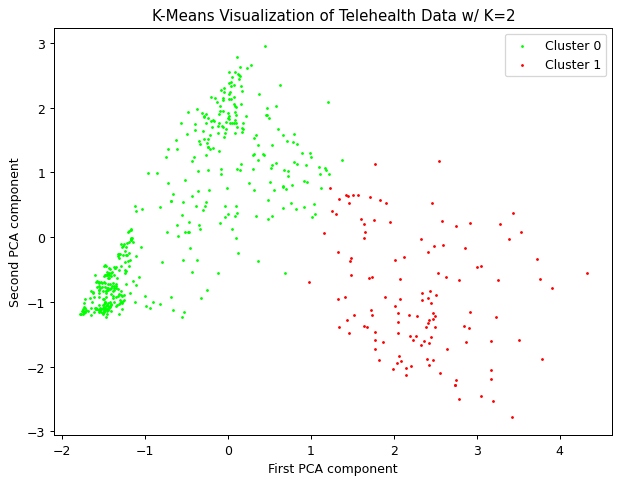 K-Means Visualization of Telehealth Data w/ K=2
Cluster 0
Cluster 1
Second PCA component
3
2
1
0
−1
−2
−3
−2
−1
0
1
2
3
4
First PCA component